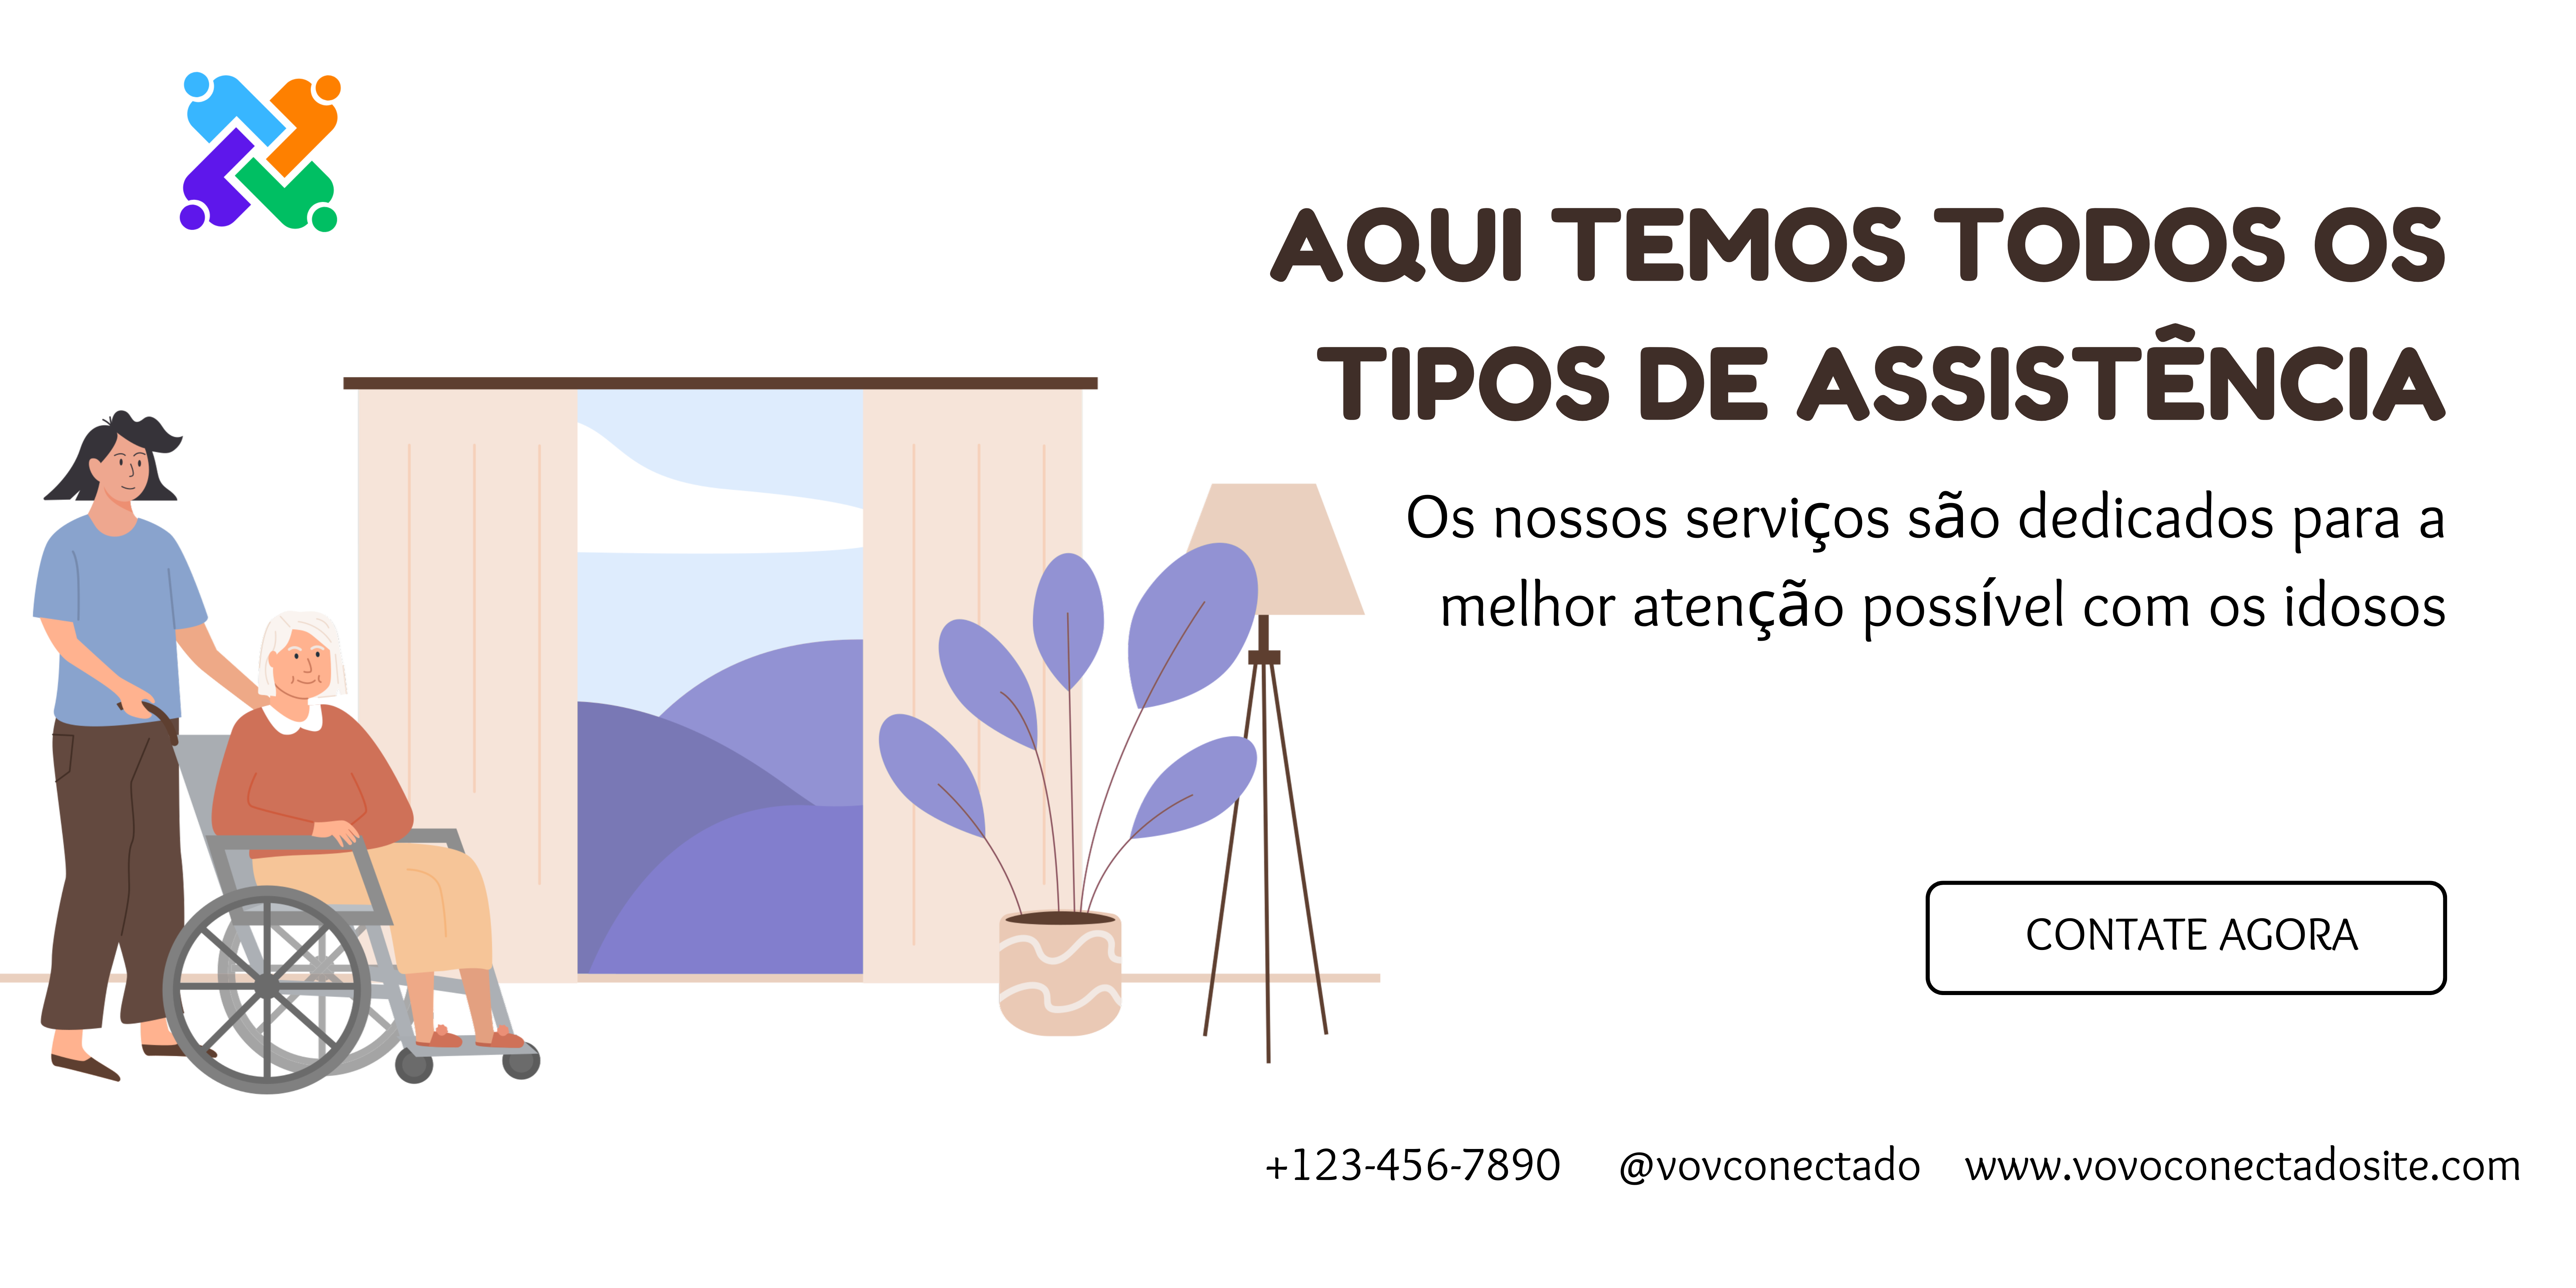 AQUI TEMOS TODOS OS
TIPOS DE ASSISTÊNCIA
Os nossos serviços são dedicados para a
melhor atenção possível com os idosos
CONTATE AGORA
+123-456-7890 @vovconectado www.vovoconectadosite.com